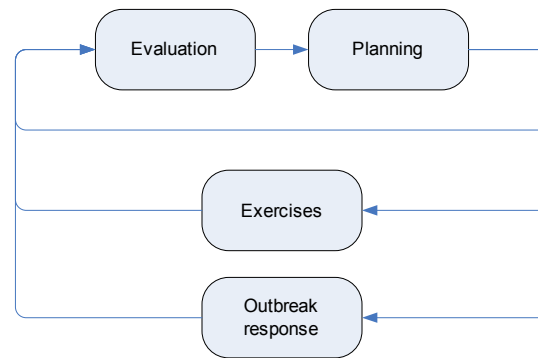 Evaluation
Planning
Exercises
Outbreak
response